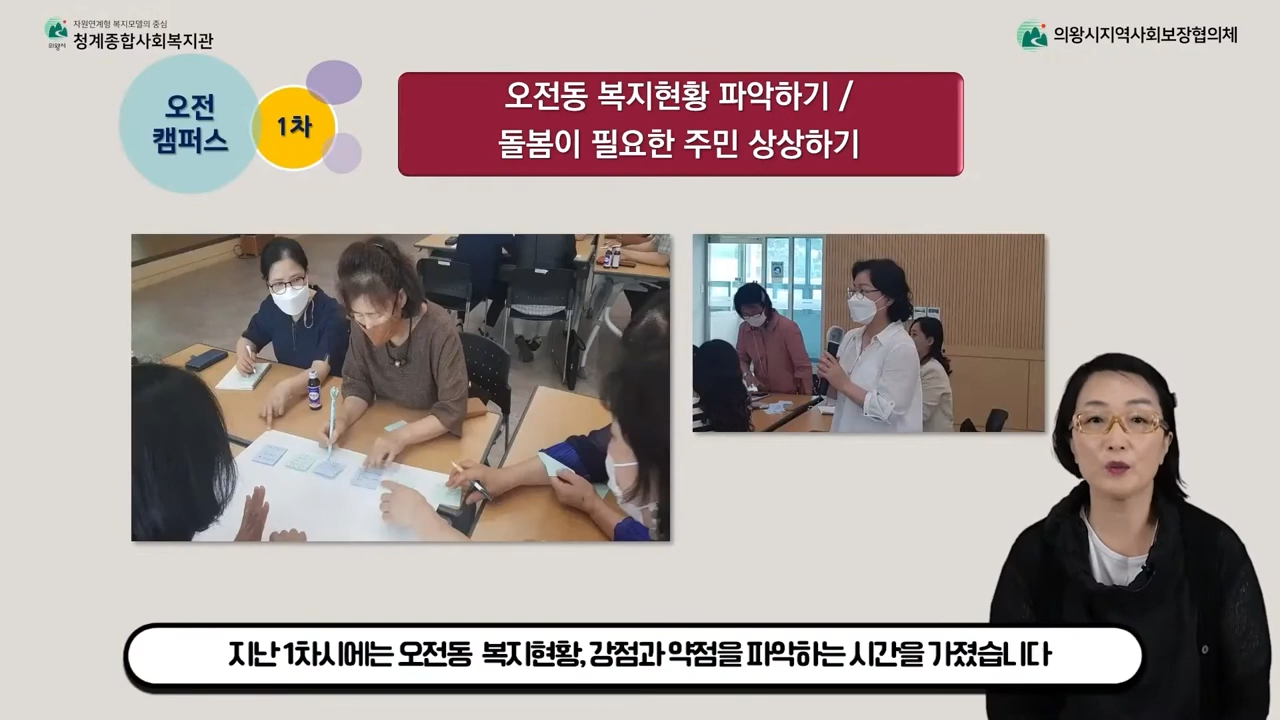 자원연계형 복지모델의 중심
의왕시 청계종합사회복지관
의왕시지역사회보장협의체
오전
캠퍼스
1차
오전동 복지현황 파악하기 /
돌봄이 필요한 주민 상상하기
지난 1차시에는 오전동 복지현황, 강점과 약점을 파악하는 시간을 가졌습니다